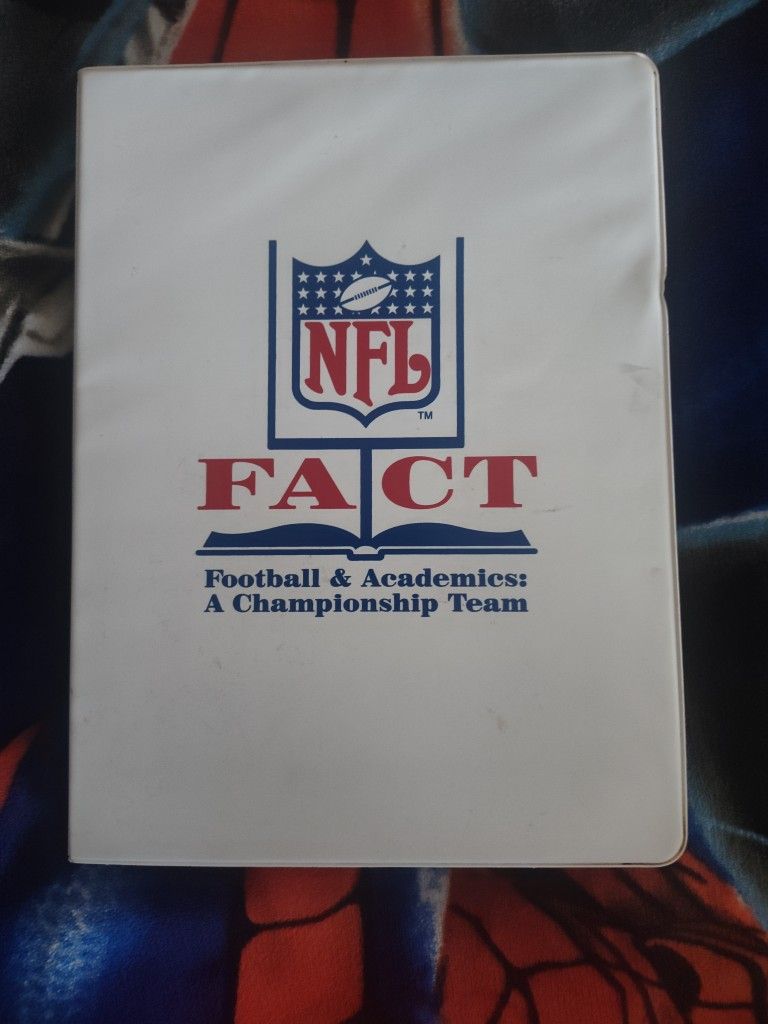 NFL
TM
FACT
Football & Academics:
A Championship Team